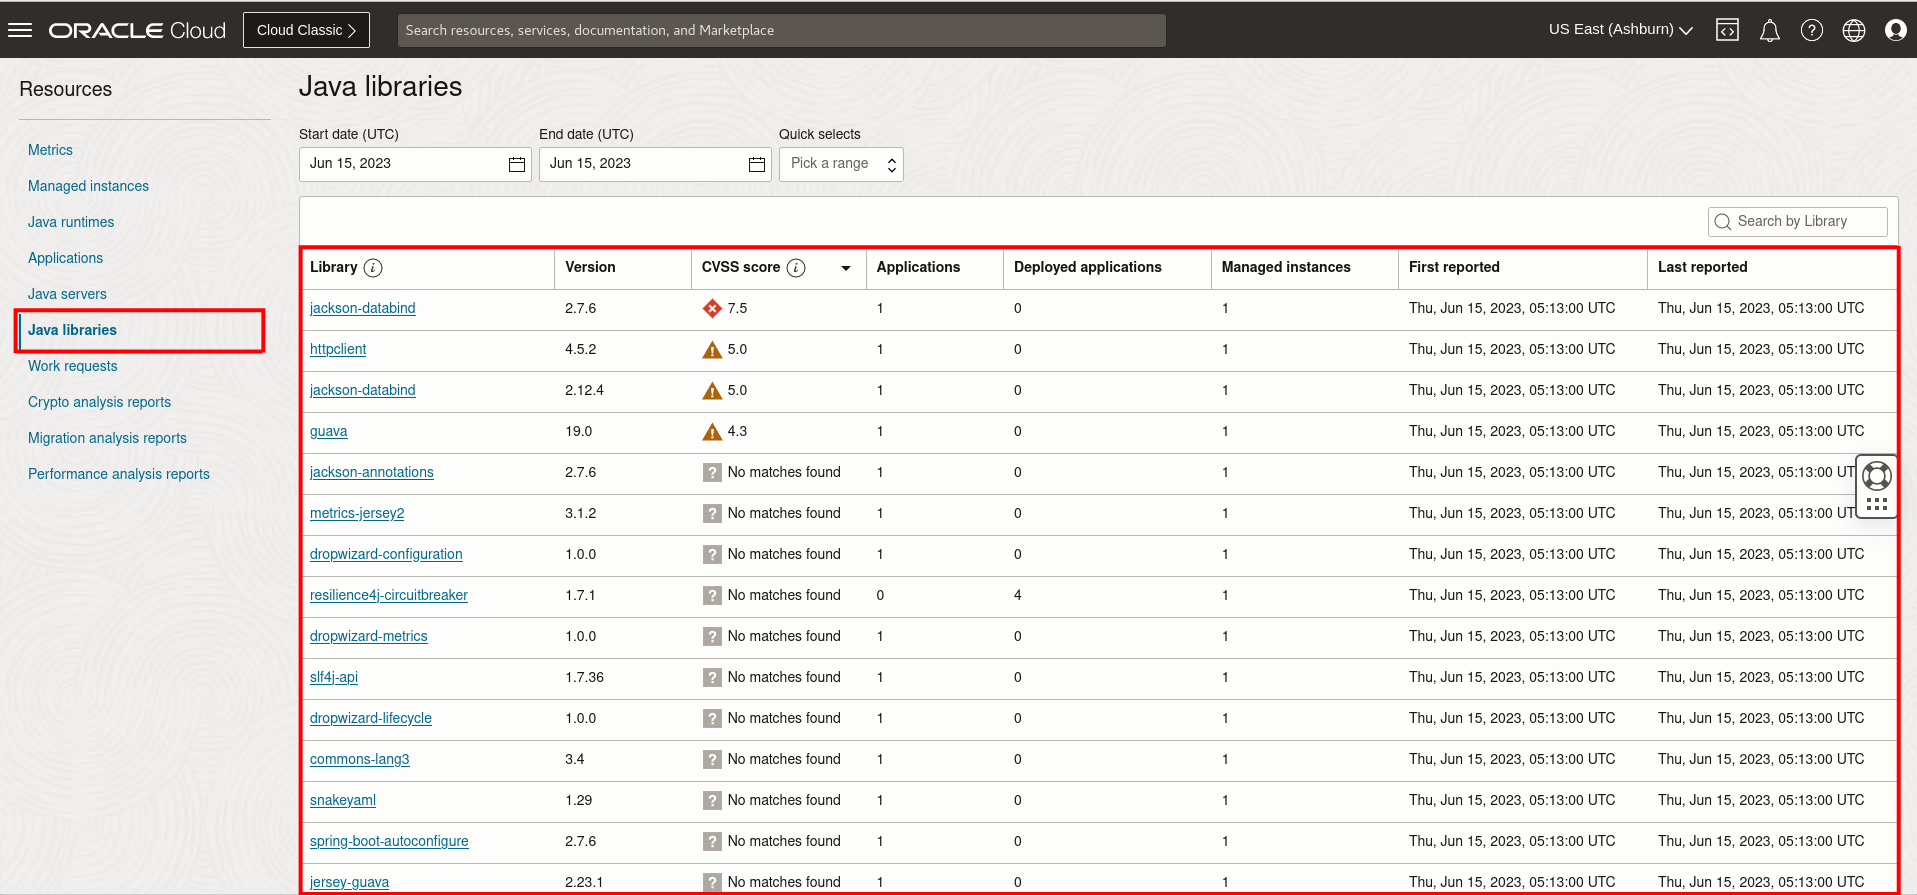 ORACLE Cloud Cloud Classic Search resources, services, documentation, and Marketplace US East (Ashburn)
Resources
Metrics
Managed instances
Java runtimes
Applications
Java servers
Java libraries
Work requests
Crypto analysis reports
Migration analysis reports
Performance analysis reports
Java libraries
Start date (UTC) End date (UTC) Quick selects
Jun 15, 2023 Jun 15, 2023 Pick a range
Search by Library
Library Version CVSS score Applications Deployed applications Managed instances First reported Last reported
jackson-databind 2.7.6 7.5 1 0 1 Thu, Jun 15, 2023, 05:13:00 UTC Thu, Jun 15, 2023, 05:13:00 UTC
httpclient 4.5.2 5.0 1 0 1 Thu, Jun 15, 2023, 05:13:00 UTC Thu, Jun 15, 2023, 05:13:00 UTC
jackson-databind 2.12.4 5.0 1 0 1 Thu, Jun 15, 2023, 05:13:00 UTC Thu, Jun 15, 2023, 05:13:00 UTC
guava 19.0 4.3 1 0 1 Thu, Jun 15, 2023, 05:13:00 UTC Thu, Jun 15, 2023, 05:13:00 UTC
jackson-annotations 2.7.6 ? No matches found 1 0 1 Thu, Jun 15, 2023, 05:13:00 UTC Thu, Jun 15, 2023, 05:13:00 UT
metrics-jersey2 3.1.2 ? No matches found 1 0 1 Thu, Jun 15, 2023, 05:13:00 UTC Thu, Jun 15, 2023, 05:13:00 UT
dropwizard-configuration 1.0.0 ? No matches found 1 0 1 Thu, Jun 15, 2023, 05:13:00 UTC Thu, Jun 15, 2023, 05:13:00 UTC
resilience4j-circuitbreaker 1.7.1 ? No matches found 0 4 1 Thu, Jun 15, 2023, 05:13:00 UTC Thu, Jun 15, 2023, 05:13:00 UTC
dropwizard-metrics 1.0.0 ? No matches found 1 0 1 Thu, Jun 15, 2023, 05:13:00 UTC Thu, Jun 15, 2023, 05:13:00 UTC
slf4j-api 1.7.36 ? No matches found 1 0 1 Thu, Jun 15, 2023, 05:13:00 UTC Thu, Jun 15, 2023, 05:13:00 UTC
dropwizard-lifecycle 1.0.0 ? No matches found 1 0 1 Thu, Jun 15, 2023, 05:13:00 UTC Thu, Jun 15, 2023, 05:13:00 UTC
commons-lang3 3.4 ? No matches found 1 0 1 Thu, Jun 15, 2023, 05:13:00 UTC Thu, Jun 15, 2023, 05:13:00 UTC
snakeyaml 1.29 ? No matches found 1 0 1 Thu, Jun 15, 2023, 05:13:00 UTC Thu, Jun 15, 2023, 05:13:00 UTC
spring-boot-autoconfigure 2.7.6 ? No matches found 1 0 1 Thu, Jun 15, 2023, 05:13:00 UTC Thu, Jun 15, 2023, 05:13:00 UTC
jersey-guava 2.23.1 ? No matches found 1 0 1 Thu, Jun 15, 2023, 05:13:00 UTC Thu, Jun 15, 2023, 05:13:00 UTC